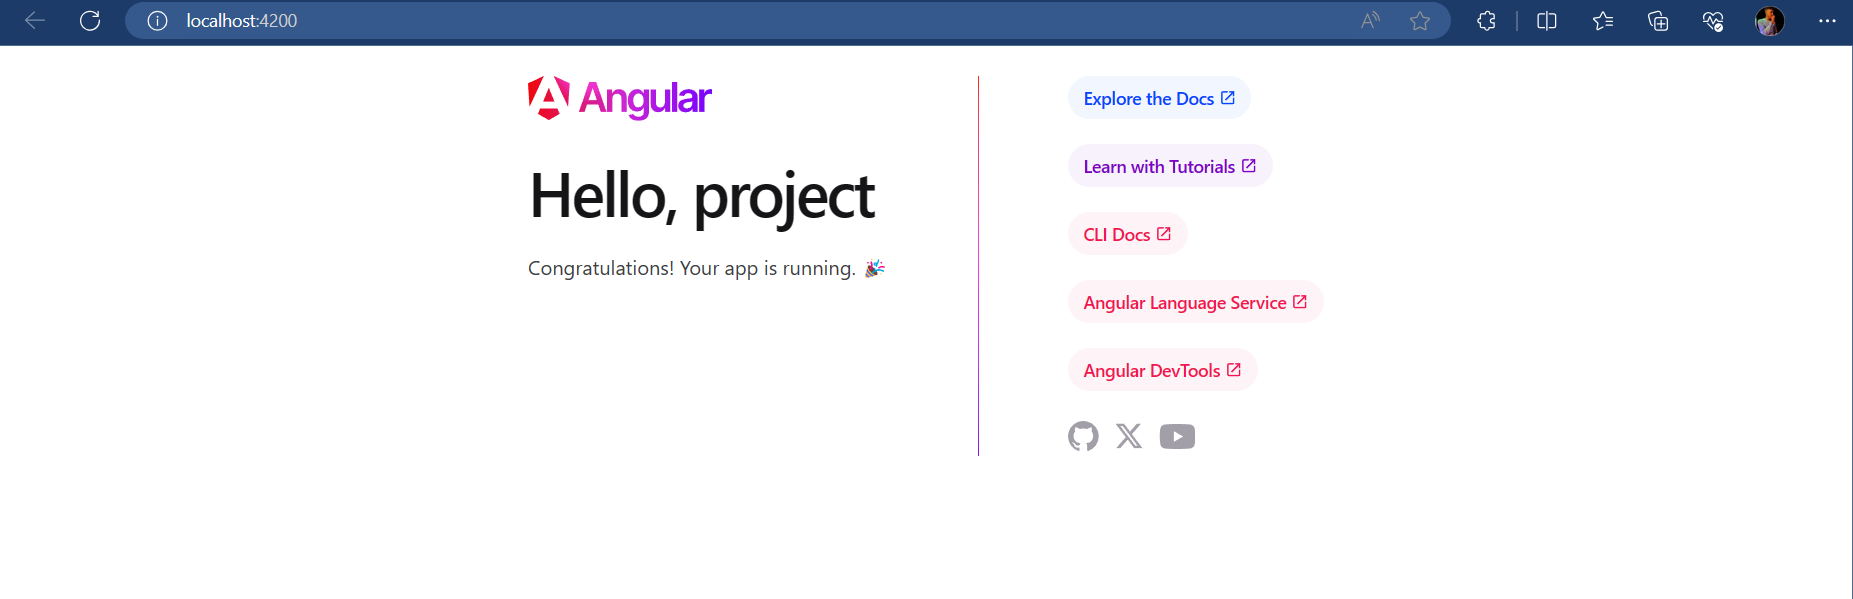 localhost:4200
Angular
Hello, project
Congratulations! Your app is running. 🎉
Explore the Docs
Learn with Tutorials
CLI Docs
Angular Language Service
Angular DevTools